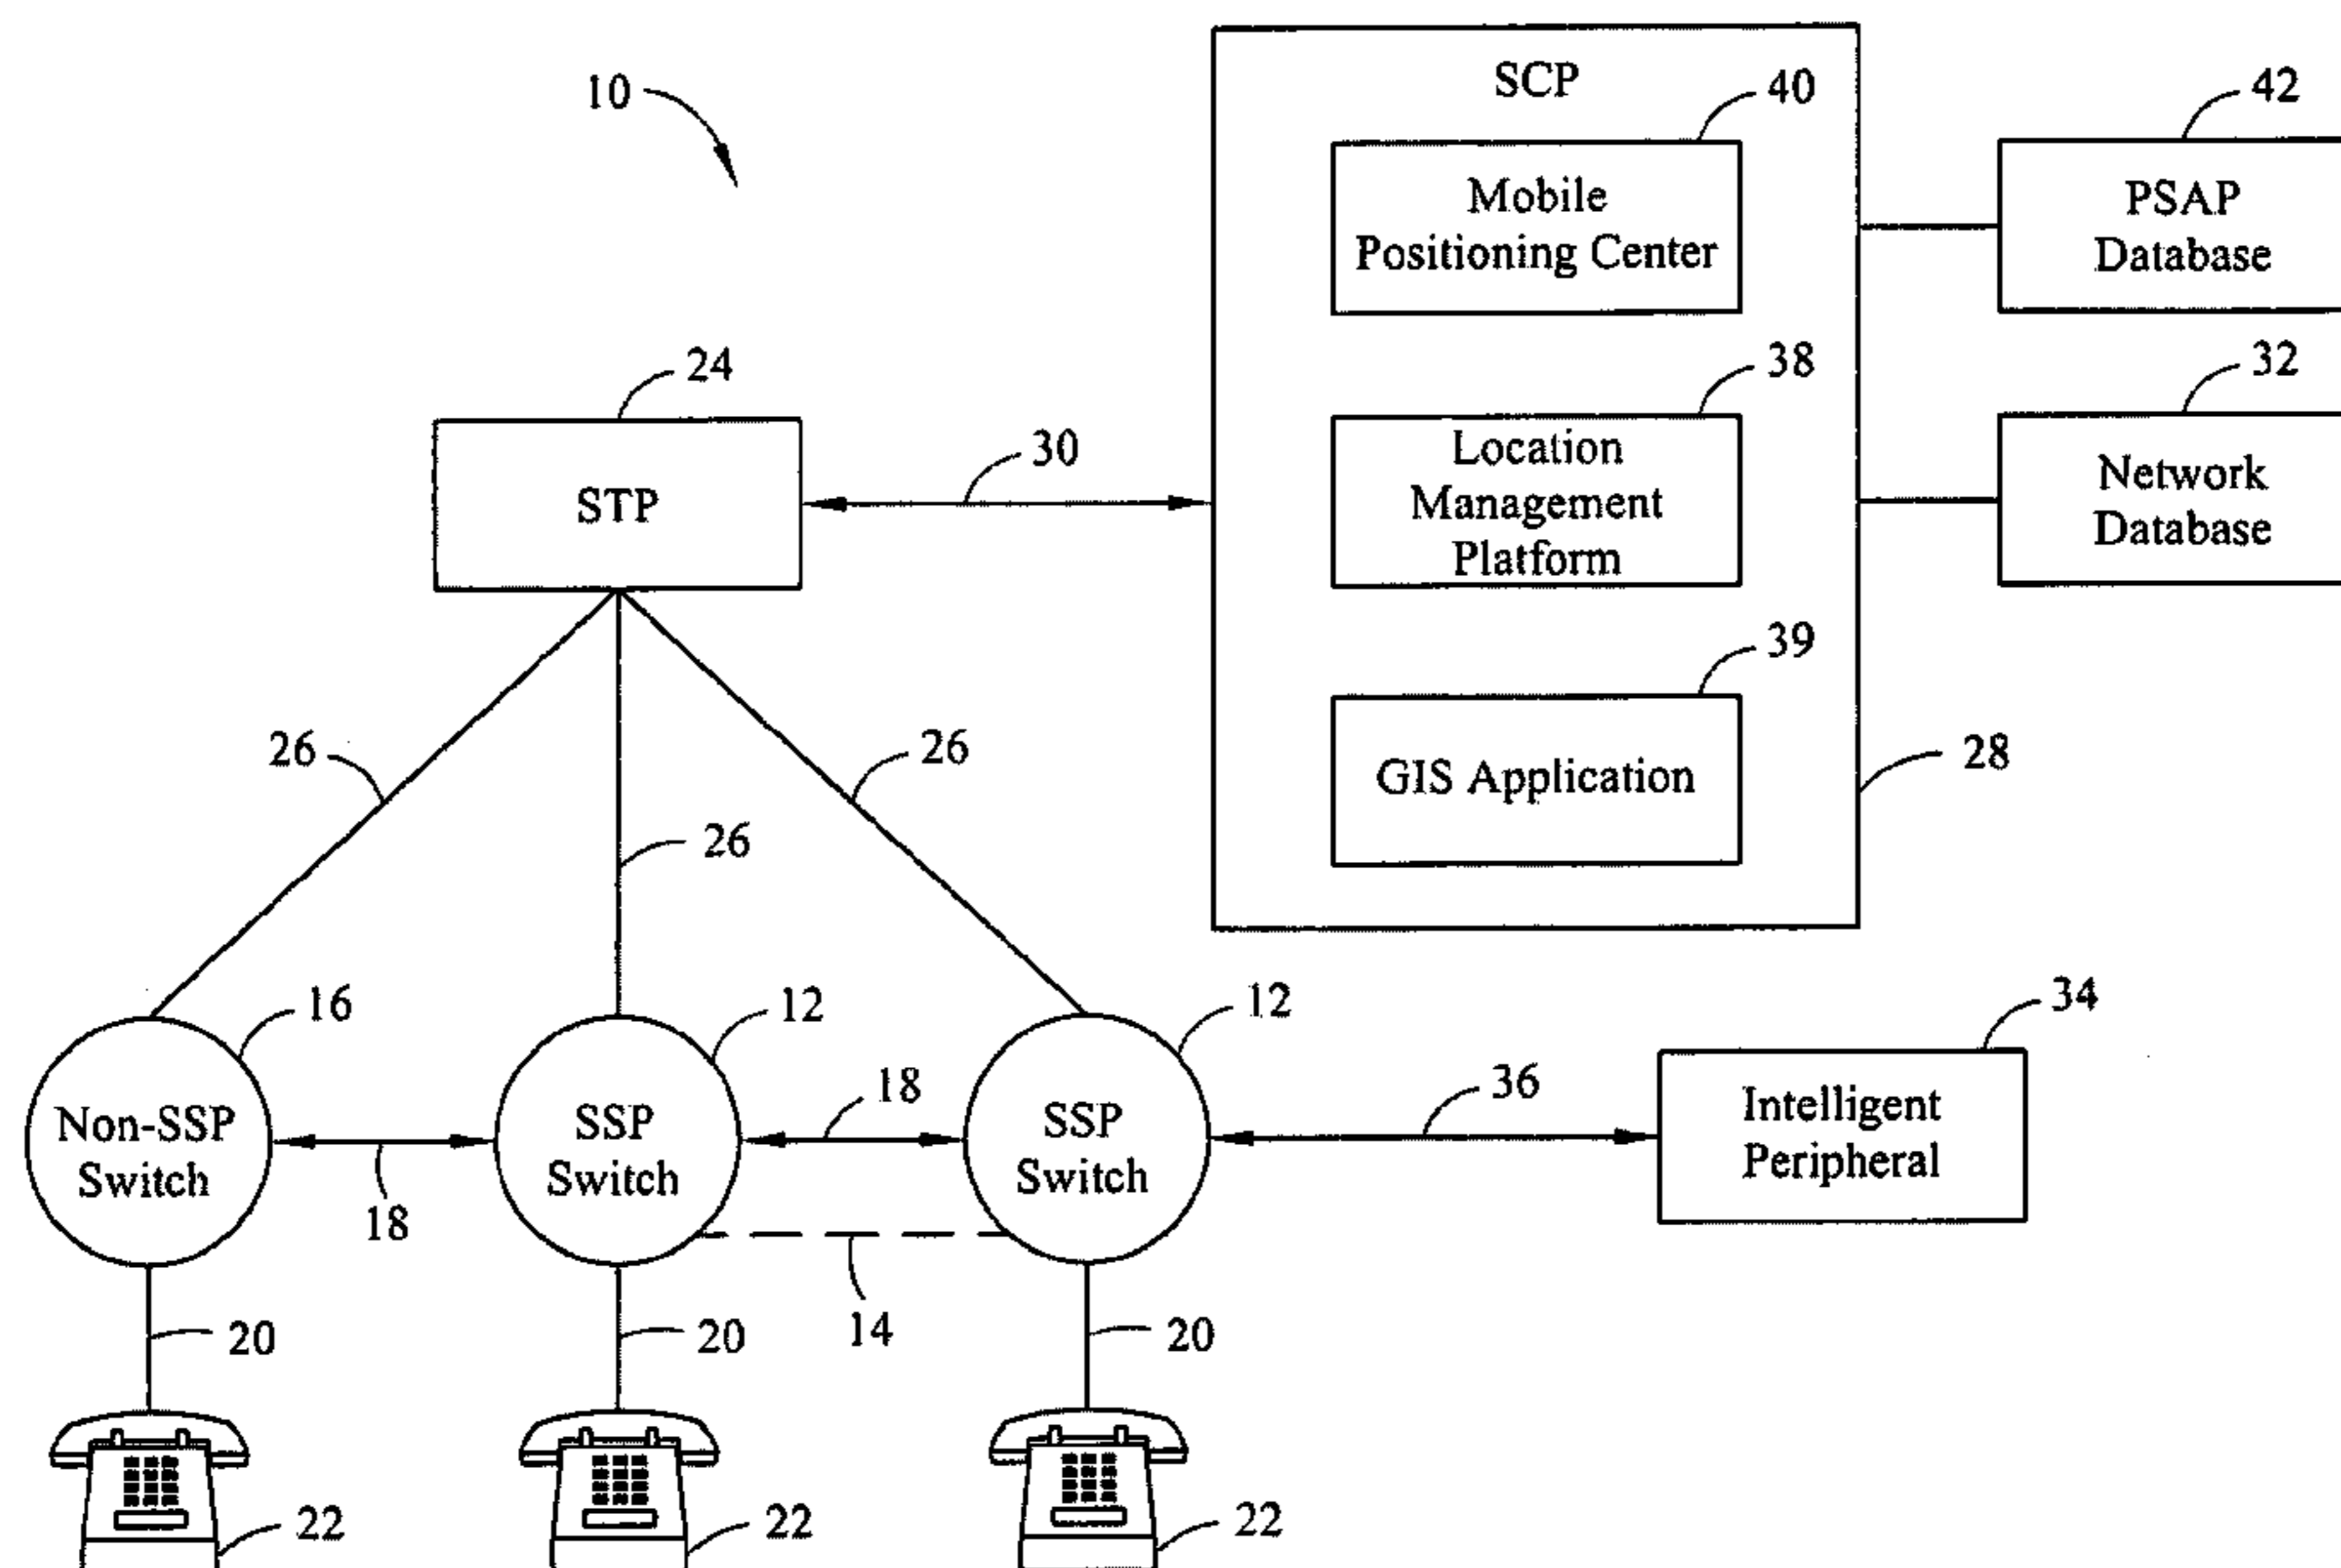 10
SCP
40
42
Mobile
Positioning Center
PSAP
Database
24
38
32
STP
30
Location
Management
Platform
Network
Database
39
26
26
26
GIS Application
28
16
12
12
34
Non-SSP
Switch
18
SSP
Switch
18
SSP
Switch
36
Intelligent
Peripheral
14
20
20
20
22
22
22